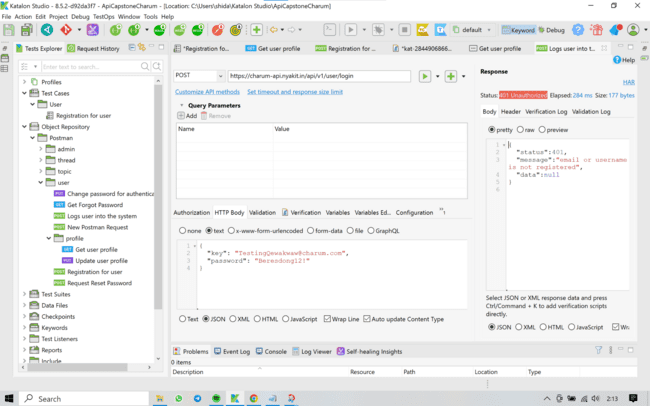 Katalon Studio - 8.5.2-d92da3f7 - ApiCapstoneCharum - [Location: C:\Users\shida\Katalon Studio\ApiCapstoneCharum]
File Action Edit Project Debug TestOps Window Tools Help
default
Keyword
Debug
Tests Explorer
Request History
"Registration fo...
Get user profile
Registration for ...
"kat-2844906866...
Get user profile
Logs user into t...
Help
Enter text to search...
Profiles
Test Cases
User
Registration for user
Object Repository
Postman
admin
thread
topic
user
Change password for authentica
Get Forgot Password
Logs user into the system
New Postman Request
profile
Get user profile
Update user profile
Registration for user
Request Reset Password
Test Suites
Data Files
Checkpoints
Keywords
Test Listeners
Reports
Include
POST
https://charum-api.nyakit.in/api/v1/user/login
Customize API methods
Set timeout and response size limit
Query Parameters
Add
Remove
Name
Value
Authorization
HTTP Body
Validation
Verification
Variables
Variables Ed...
Configuration
none
text
x-www-form-urlencoded
form-data
file
GraphQL
1 {
2 "key": "TestingQewakwaw@charum.com",
3 "password": "Berendong12!"
4 }
Text
JSON
XML
HTML
JavaScript
Wrap Line
Auto update Content Type
Response
HAR
Status: 401 Unauthorized Elapsed: 284 ms Size: 177 bytes
Body
Header
Verification Log
Validation Log
pretty
raw
preview
1 {
2 "status":401,
3 "message":"email or username is not registered",
4 "data":null
5 }
6
Select JSON or XML response data and press
Ctrl/Command + K to add verification scripts
directly.
JSON
XML
HTML
JavaScript
Problems
Event Log
Console
Log Viewer
Self-healing Insights
0 items
Description
Resource
Path
Location
Type
Search
2:13